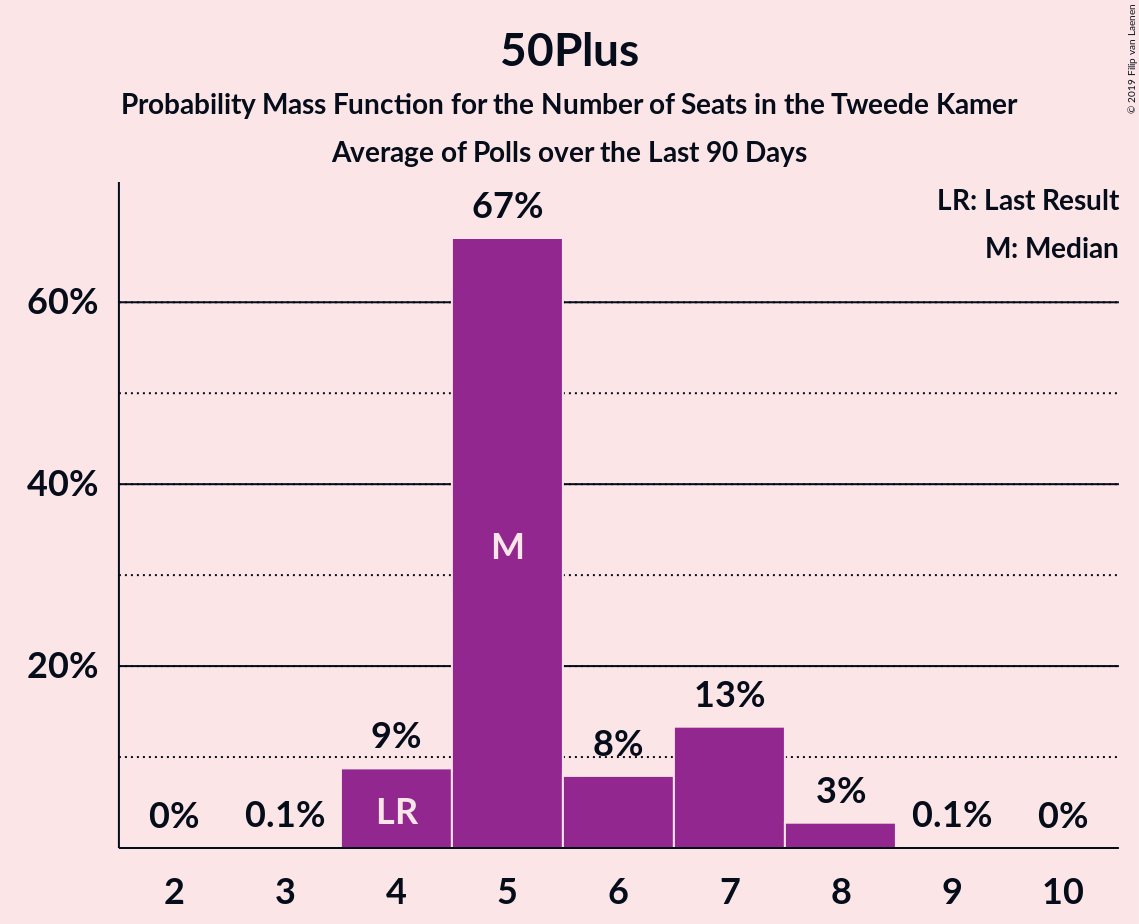 50Plus
Probability Mass Function for the Number of Seats in the Tweede Kamer
Average of Polls over the Last 90 Days
© 2019 Filip van Laenen
LR: Last Result
M: Median
60%
40%
20%
0%
0.1%
9%
67%
8%
13%
3%
0.1%
0%
LR
M
2 3 4 5 6 7 8 9 10